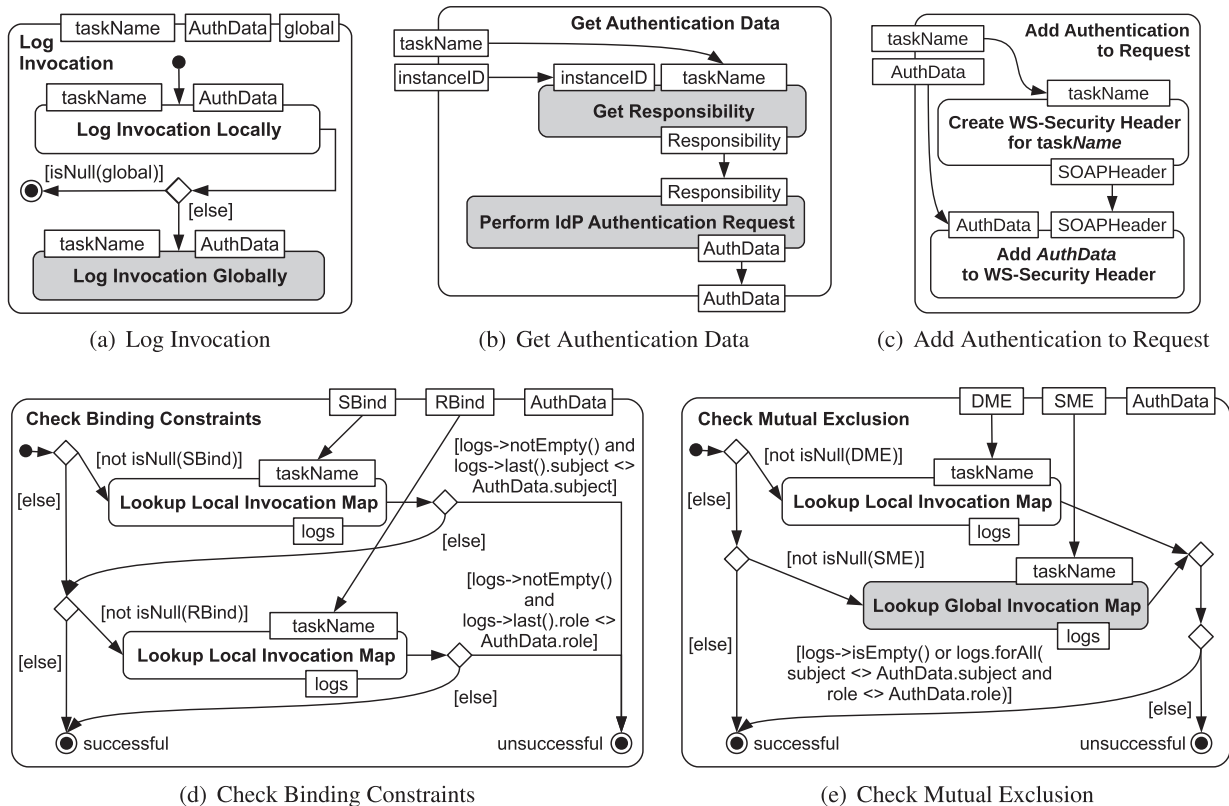 taskName
AuthData
global
Log
Invocation
taskName
AuthData
Log Invocation Locally
[isNull(global)]
[else]
taskName
AuthData
Log Invocation Globally
(a) Log Invocation
Get Authentication Data
taskName
instanceID
instanceID
taskName
Get Responsibility
Responsibility
Responsibility
Perform IdP Authentication Request
AuthData
AuthData
(b) Get Authentication Data
Add Authentication
to Request
taskName
AuthData
taskName
Create WS-Security Header
for taskName
SOAPHeader
AuthData
SOAPHeader
Add AuthData
to WS-Security Header
(c) Add Authentication to Request
SBind
RBind
AuthData
Check Binding Constraints
[not isNull(SBind)]
taskName
[logs->notEmpty() and
logs->last().subject <>
AuthData.subject]
[else]
Lookup Local Invocation Map
logs
[else]
[not isNull(RBind)]
taskName
[logs->notEmpty()
and
logs->last().role <>
AuthData.role]
Lookup Local Invocation Map
[else]
logs
[else]
successful
unsuccessful
(d) Check Binding Constraints
DME
SME
AuthData
Check Mutual Exclusion
[not isNull(DME)]
taskName
[else]
Lookup Local Invocation Map
logs
[not isNull(SME)]
taskName
Lookup Global Invocation Map
logs
[else]
[logs->isEmpty() or logs.forAll(
subject <> AuthData.subject and
role <> AuthData.role)]
[else]
successful
unsuccessful
(e) Check Mutual Exclusion